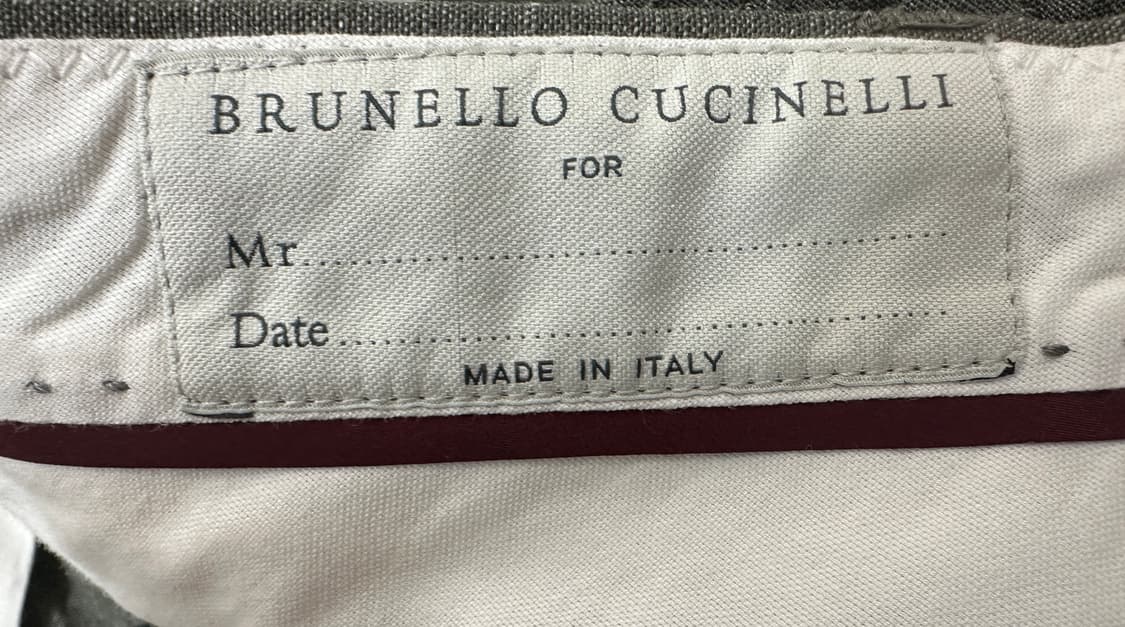 BRUNELLO CUCINELLI
FOR
Mr..............................................
Date..........................................
MADE IN ITALY